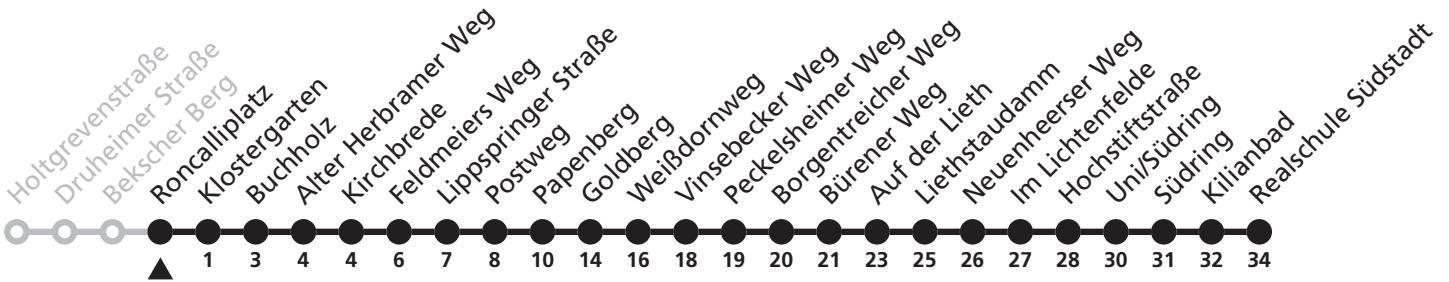 Holtgrevenstraße
Druheimer Straße
Bekscher Berg
Roncalliplatz
Klostergarten
Buchholz
Alter Herbramer Weg
Kirchbrede
Feldmeiers Weg
Lippspringer Straße
Postweg
Papenberg
Goldberg
Weißdornweg
Vinsebecker Weg
Peckelsheimer Weg
Borgentreicher Weg
Bürener Weg
Auf der Lieth
Liethstaudamm
Neuenheerser Weg
Im Lichtenfelde
Hochstiftstraße
Uni/Südring
Südring
Kilianbad
Realschule Südstadt
1 3 4 4 6 7 8 10 14 16 18 19 20 21 23 25 26 27 28 30 31 32 34